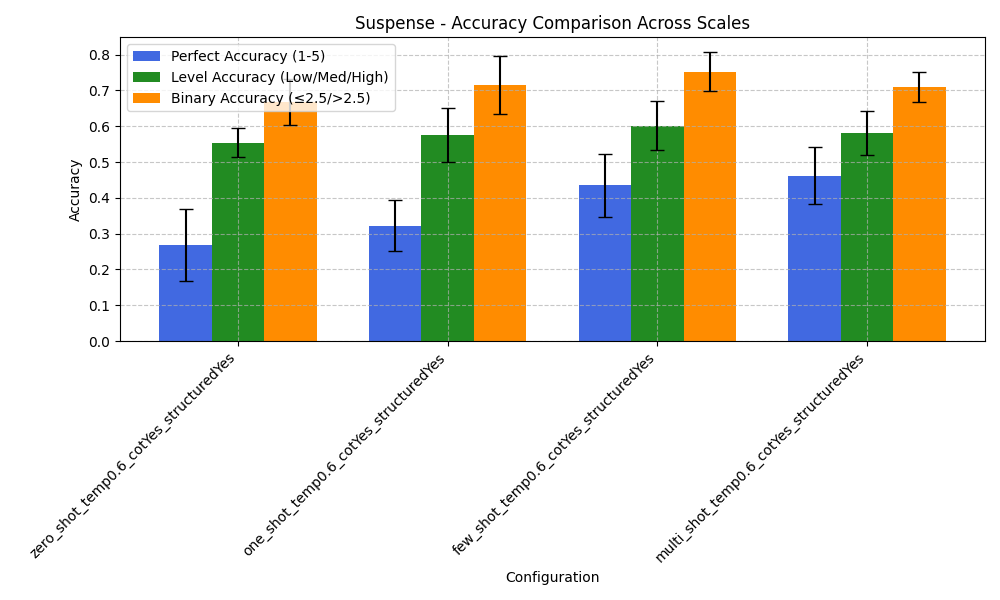 Suspense - Accuracy Comparison Across Scales
Perfect Accuracy (1-5)
Level Accuracy (Low/Med/High)
Binary Accuracy (≤2.5/>2.5)
Accuracy
0.8
0.7
0.6
0.5
0.4
0.3
0.2
0.1
0.0
zero_shot_temp0.6_cotYes_structuredYes
one_shot_temp0.6_cotYes_structuredYes
few_shot_temp0.6_cotYes_structuredYes
multi_shot_temp0.6_cotYes_structuredYes
Configuration